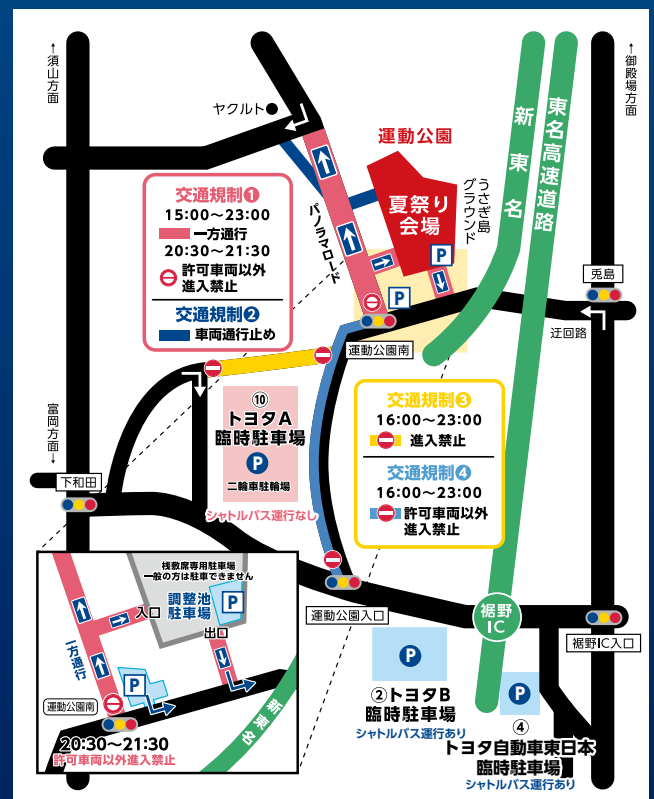 ↑須山方面
↑御殿場方面
ヤクルト
運動公園
夏祭り
会場
うさぎ島
グラウンド
新東名
東名高速道路
パノラマロード
交通規制❶
15:00〜23:00
一方通行
20:30〜21:30
許可車両以外
進入禁止
交通規制❷
車両通行止め
P
P
兎島
迂回路
運動公園南
富岡方面↓
下和田
⑩
トヨタA
臨時駐車場
P
二輪車駐輪場
シャトルバス運行なし
交通規制❸
16:00〜23:00
進入禁止
交通規制❹
16:00〜23:00
許可車両以外
進入禁止
桟敷席専用駐車場
一般の方は駐車できません
調整池
駐車場
P
入口
出口
一方通行
P
運動公園南
20:30〜21:30
許可車両以外進入禁止
新東名
運動公園入口
裾野
IC
裾野IC入口
P
②トヨタB
臨時駐車場
シャトルバス運行あり
P
④
トヨタ自動車東日本
臨時駐車場
シャトルバス運行あり